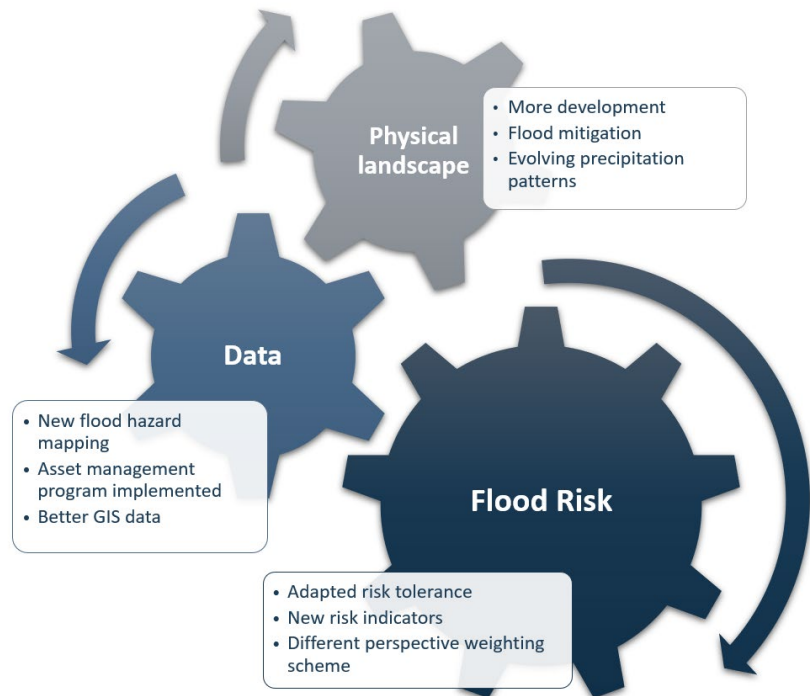 Physical
landscape
• More development
• Flood mitigation
• Evolving precipitation
patterns
Data
• New flood hazard
mapping
• Asset management
program implemented
• Better GIS data
Flood Risk
• Adapted risk tolerance
• New risk indicators
• Different perspective weighting
scheme